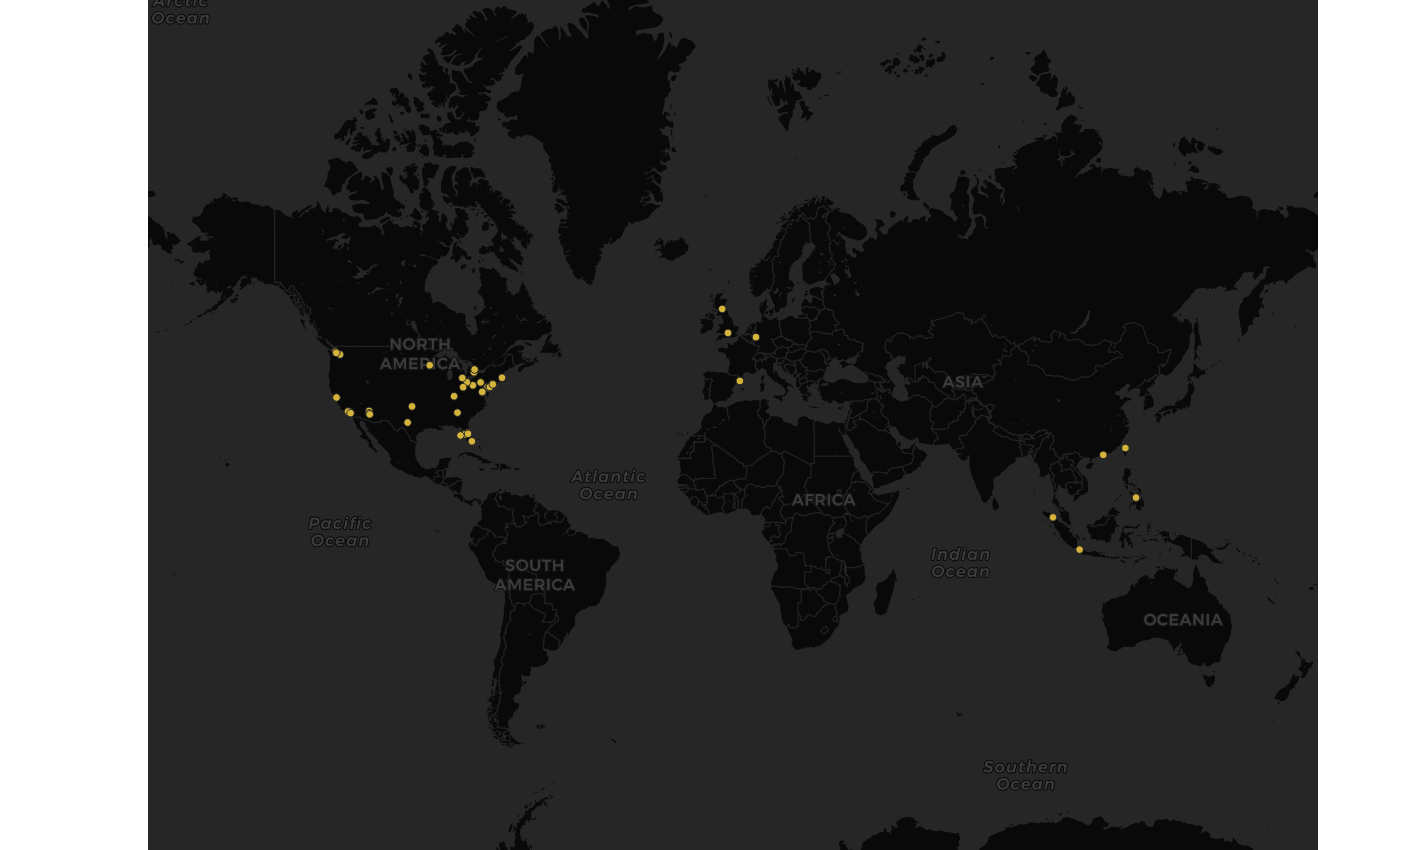 Arctic
Ocean
NORTH
AMERICA
ASIA
Atlantic
Ocean
AFRICA
Pacific
Ocean
Indian
Ocean
SOUTH
AMERICA
OCEANIA
Southern
Ocean